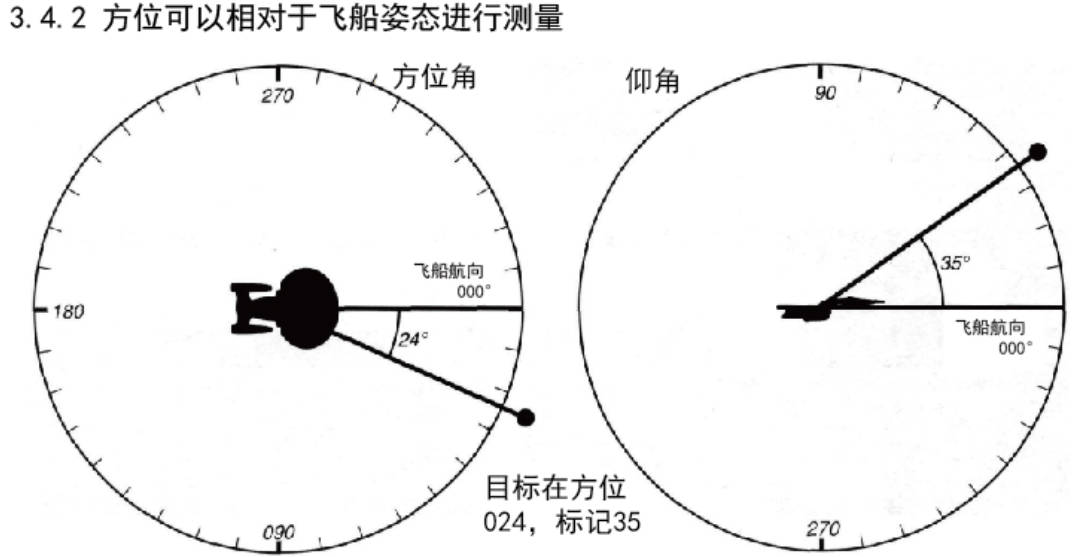 3.4.2 方位可以相对于飞船姿态进行测量
方位角
270
180
090
飞船航向
000°
24°
目标在方位
024，标记35
仰角
90
35°
飞船航向
000°
270